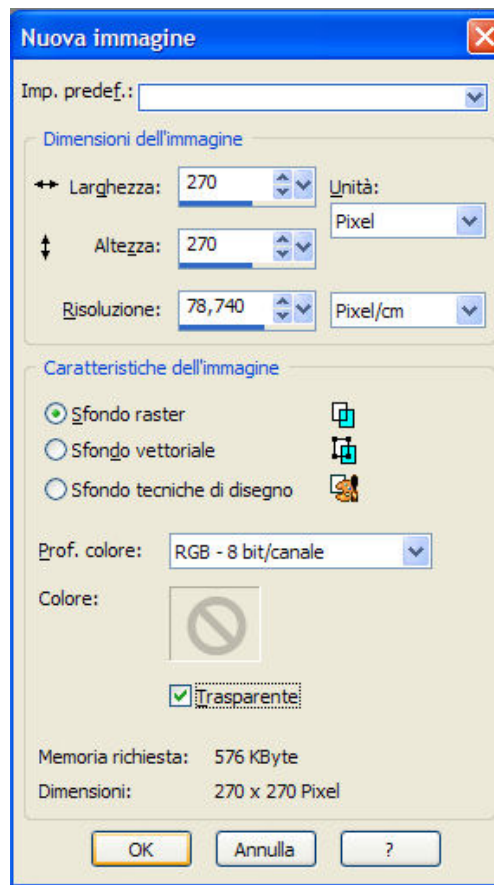 Nuova immagine
Imp. predef.:
Dimensioni dell'immagine
Larghezza: 270 Unità:
Pixel
Altezza: 270
Risoluzione: 78,740 Pixel/cm
Caratteristiche dell'immagine
Sfondo raster
Sfondo vettoriale
Sfondo tecniche di disegno
Prof. colore: RGB - 8 bit/canale
Colore:
Trasparente
Memoria richiesta: 576 KByte
Dimensioni: 270 x 270 Pixel
OK Annulla ?